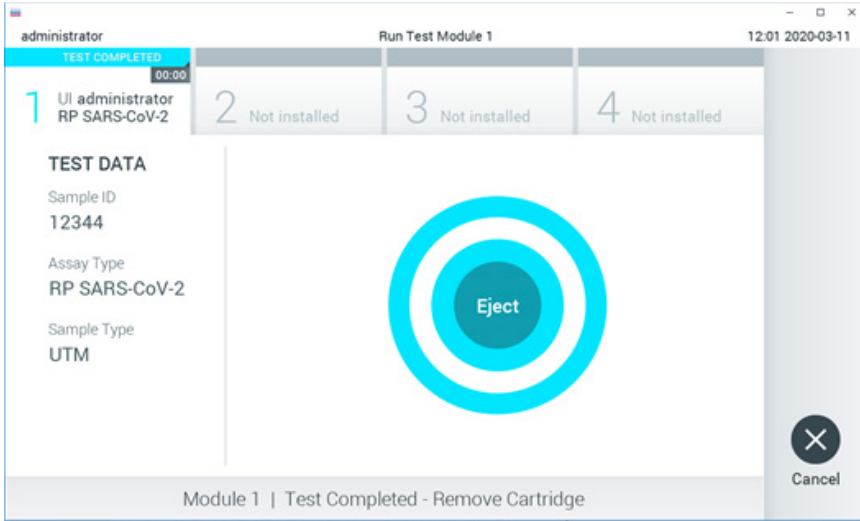 administrator Run Test Module 1 12:01 2020-03-11
TEST COMPLETED
00:00
1 UI administrator
RP SARS-CoV-2
2 Not installed
3 Not installed
4 Not installed
TEST DATA
Sample ID
12344
Assay Type
RP SARS-CoV-2
Sample Type
UTM
Eject
Cancel
Module 1 | Test Completed - Remove Cartridge